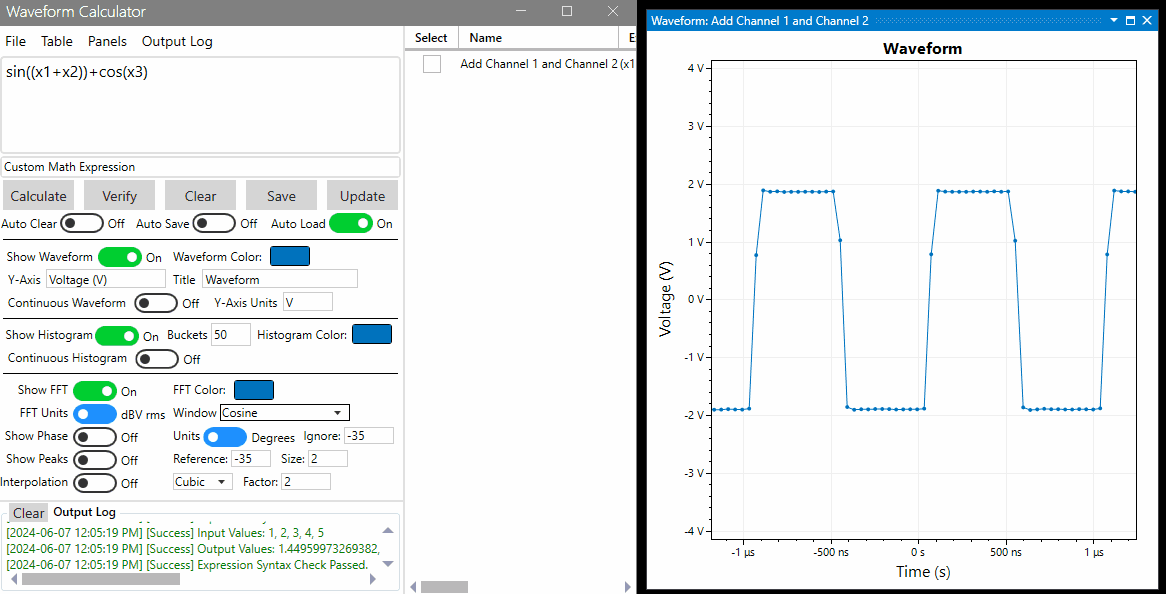 Waveform Calculator
File Table Panels Output Log
sin((x1+x2))+cos(x3)
Custom Math Expression
Calculate Verify Clear Save Update
Auto Clear Off Auto Save Off Auto Load On
Show Waveform On Waveform Color:
Y-Axis Voltage (V) Title Waveform
Continuous Waveform Off Y-Axis Units V
Show Histogram On Buckets 50 Histogram Color:
Continuous Histogram Off
Show FFT On FFT Color:
FFT Units dBV rms Window Cosine
Show Phase Off Units Degrees Ignore: -35
Show Peaks Off Reference: -35 Size: 2
Interpolation Off Cubic Factor: 2
Clear Output Log
[2024-06-07 12:05:19 PM] [Success] Input Values: 1, 2, 3, 4, 5
[2024-06-07 12:05:19 PM] [Success] Output Values: 1.44959973269382,
[2024-06-07 12:05:19 PM] [Success] Expression Syntax Check Passed.
Select Name E
Add Channel 1 and Channel 2 (x1
Waveform: Add Channel 1 and Channel 2
Waveform
4 V
3 V
2 V
1 V
0 V
-1 V
-2 V
-3 V
-4 V
Voltage (V)
-1 µs -500 ns 0 s 500 ns 1 µs
Time (s)